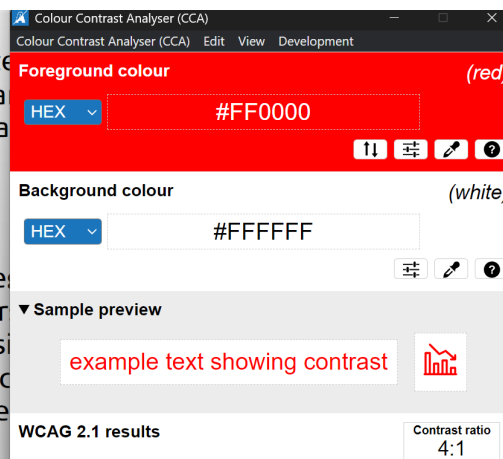 Colour Contrast Analyser (CCA)
Colour Contrast Analyser (CCA) Edit View Development
Foreground colour (red)
HEX #FF0000
Background colour (white)
HEX #FFFFFF
▼ Sample preview
example text showing contrast
WCAG 2.1 results Contrast ratio
4:1